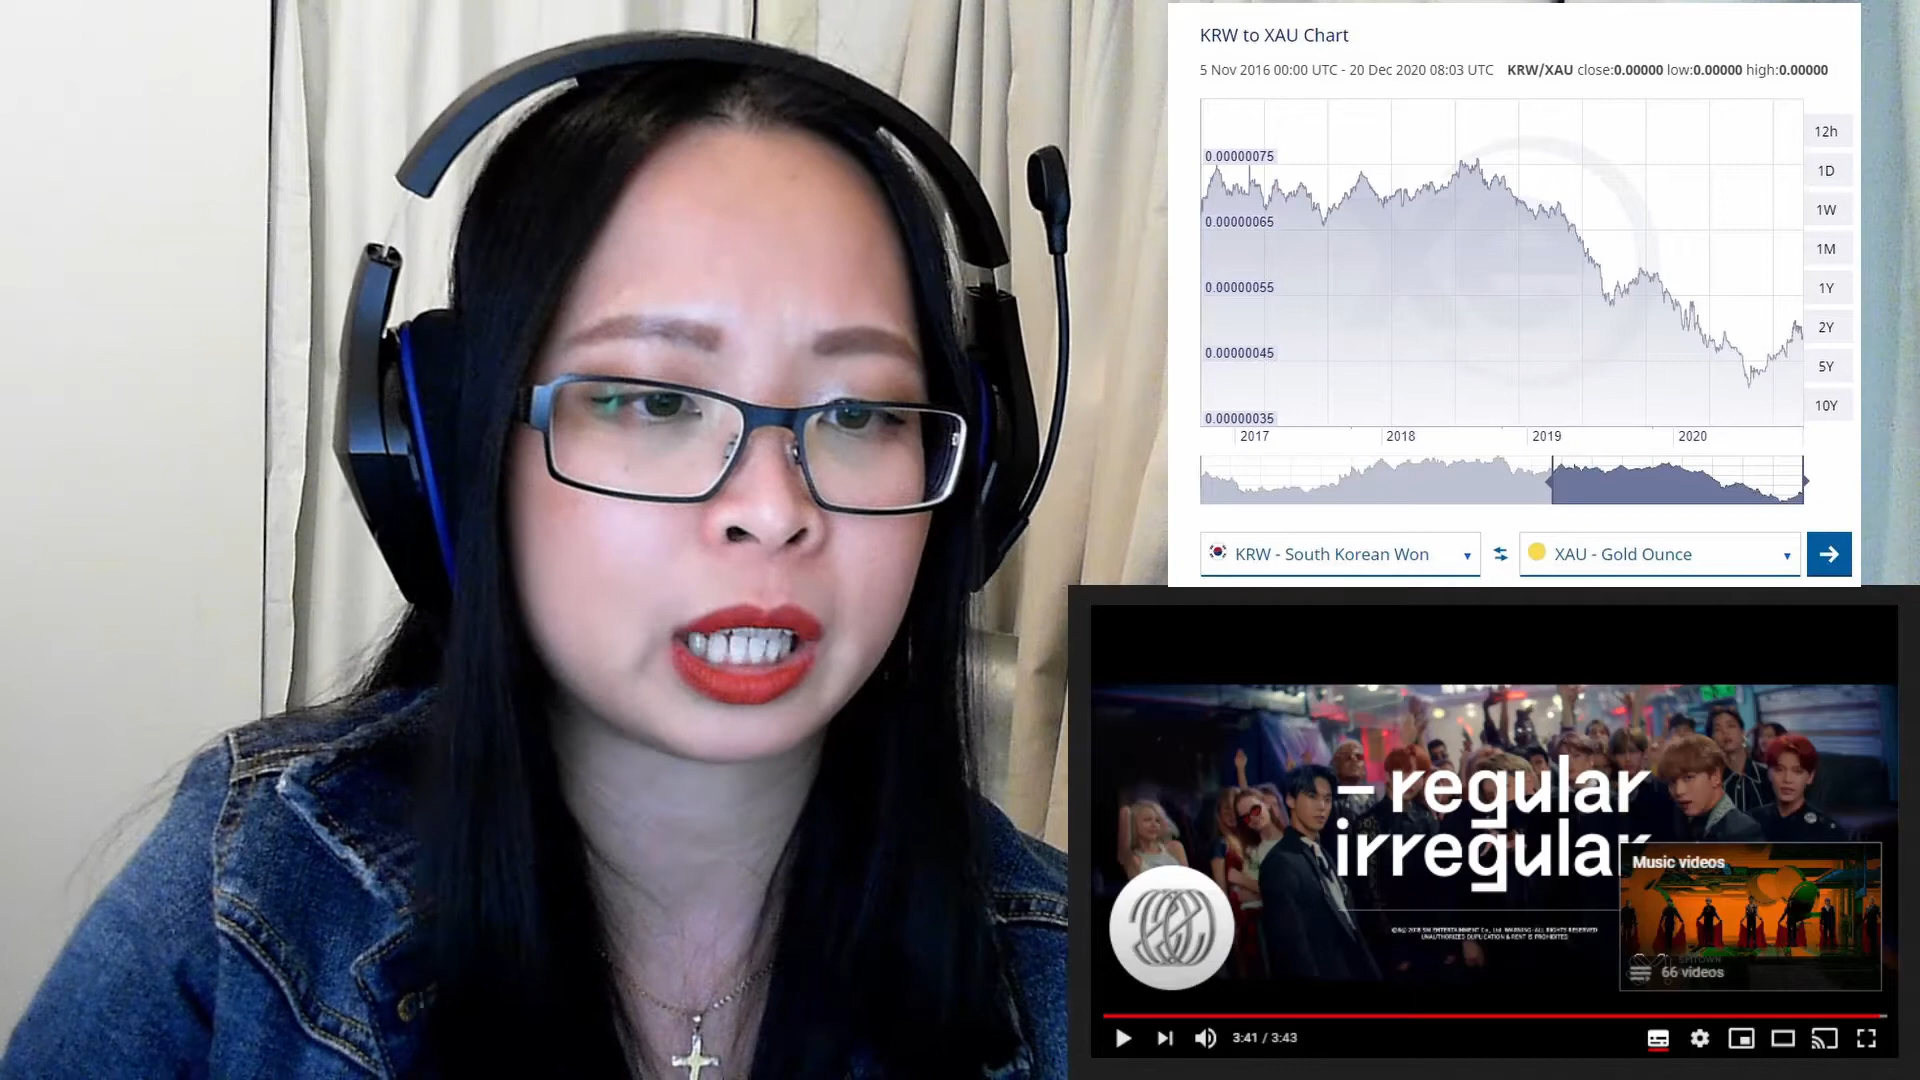 KRW to XAU Chart
5 Nov 2016 00:00 UTC - 20 Dec 2020 08:03 UTC KRW/XAU close:0.00000 low:0.00000 high:0.00000
12h
1D
1W
1M
1Y
2Y
5Y
10Y
0.00000075
0.00000065
0.00000055
0.00000045
0.00000035
2017 2018 2019 2020
KRW - South Korean Won
XAU - Gold Ounce
– regular
irregular
Music videos
SMTOWN
66 videos
3:41 / 3:43